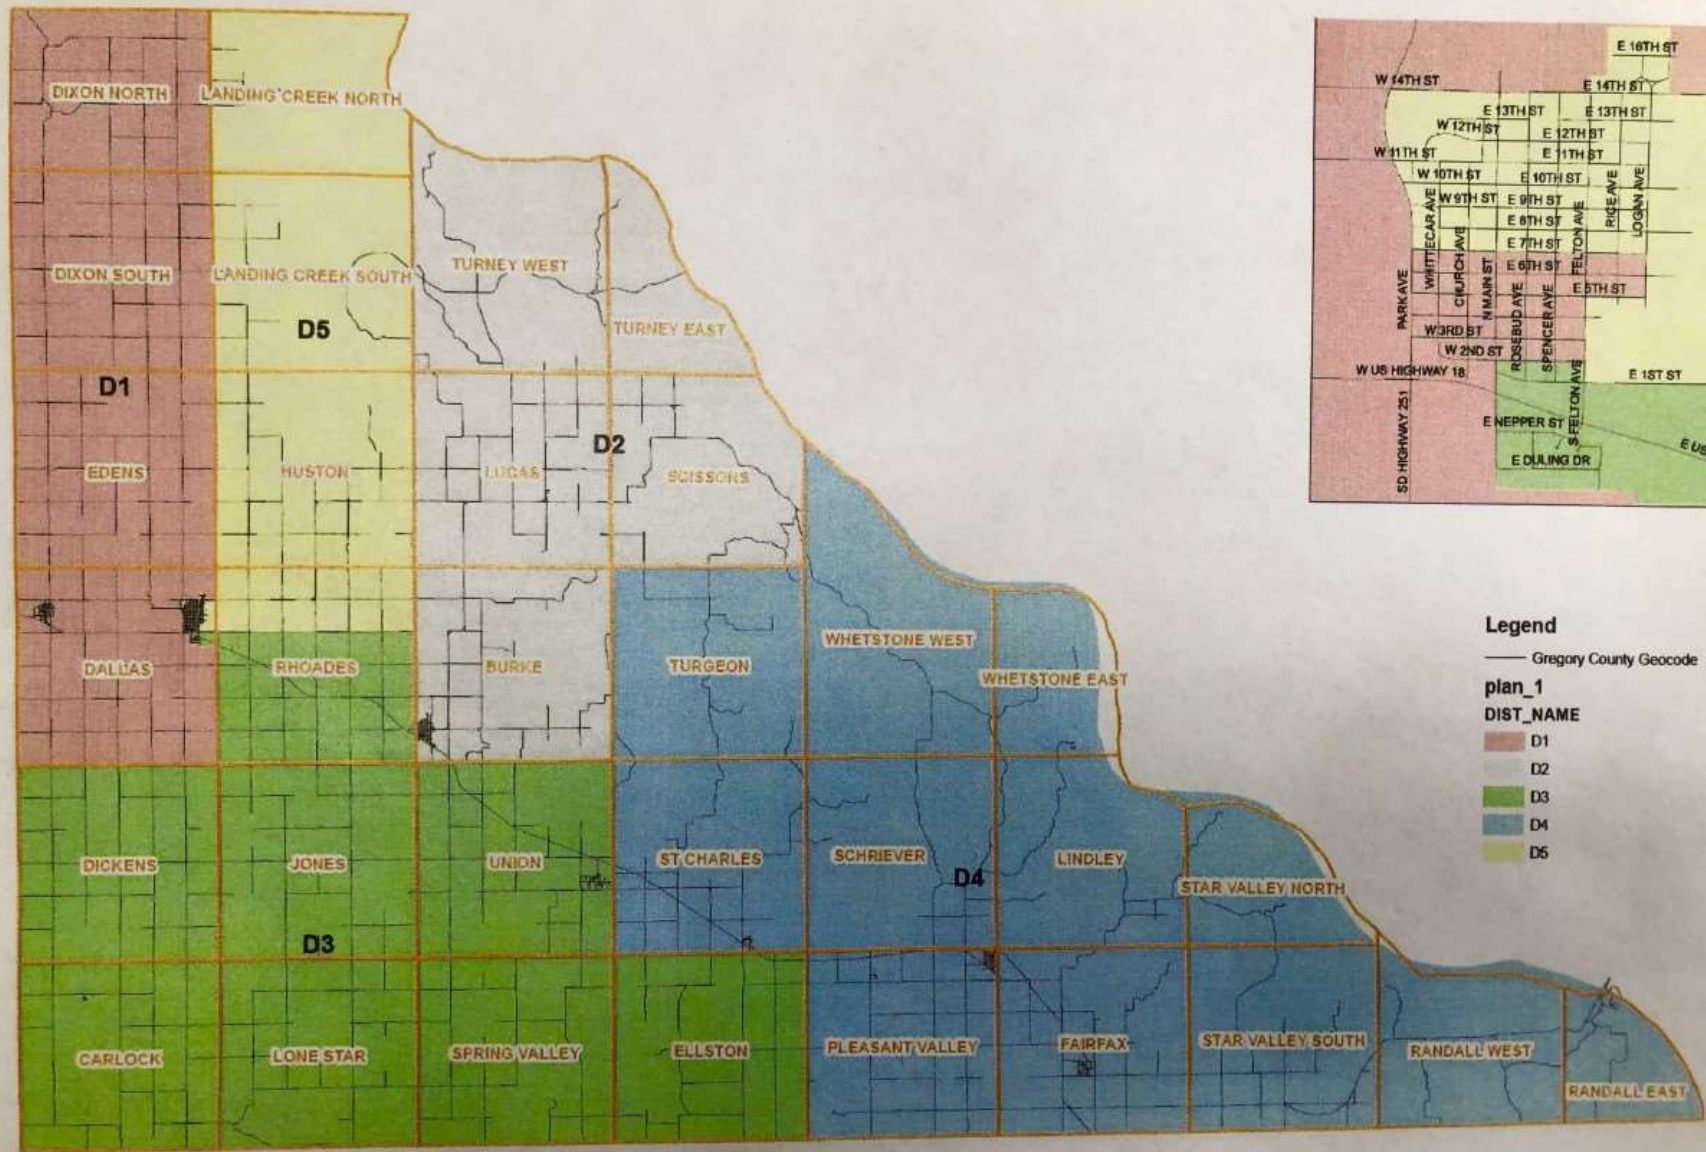 DIXON NORTH
LANDING CREEK NORTH
DIXON SOUTH
LANDING CREEK SOUTH
TURNEY WEST
D5
TURNEY EAST
D1
D2
EDENS
HUSTON
LUCAS
SCISSONS
DALLAS
RHOADES
BURKE
TURGEON
WHETSTONE WEST
WHETSTONE EAST
DICKENS
JONES
UNION
ST CHARLES
SCHRIEVER
LINDLEY
D4
STAR VALLEY NORTH
D3
CARLOCK
LONE STAR
SPRING VALLEY
ELLSTON
PLEASANT VALLEY
FAIRFAX
STAR VALLEY SOUTH
RANDALL WEST
RANDALL EAST
E 16TH ST
W 14TH ST
E 14TH ST
E 13TH ST
E 13TH ST
W 12TH ST
E 12TH ST
W 11TH ST
E 11TH ST
W 10TH ST
E 10TH ST
W 9TH ST
E 9TH ST
E 8TH ST
E 7TH ST
E 6TH ST
E 5TH ST
W 3RD ST
W 2ND ST
W US HIGHWAY 18
E 1ST ST
E NEPPER ST
E DULING DR
E US
PARK AVE
SD HIGHWAY 251
WHITTECAR AVE
CHURCH AVE
N MAIN ST
ROSEBUD AVE
SPENCER AVE
FELTON AVE
S FELTON AVE
RICE AVE
LOGAN AVE
Legend
Gregory County Geocode
plan_1
DIST_NAME
D1
D2
D3
D4
D5